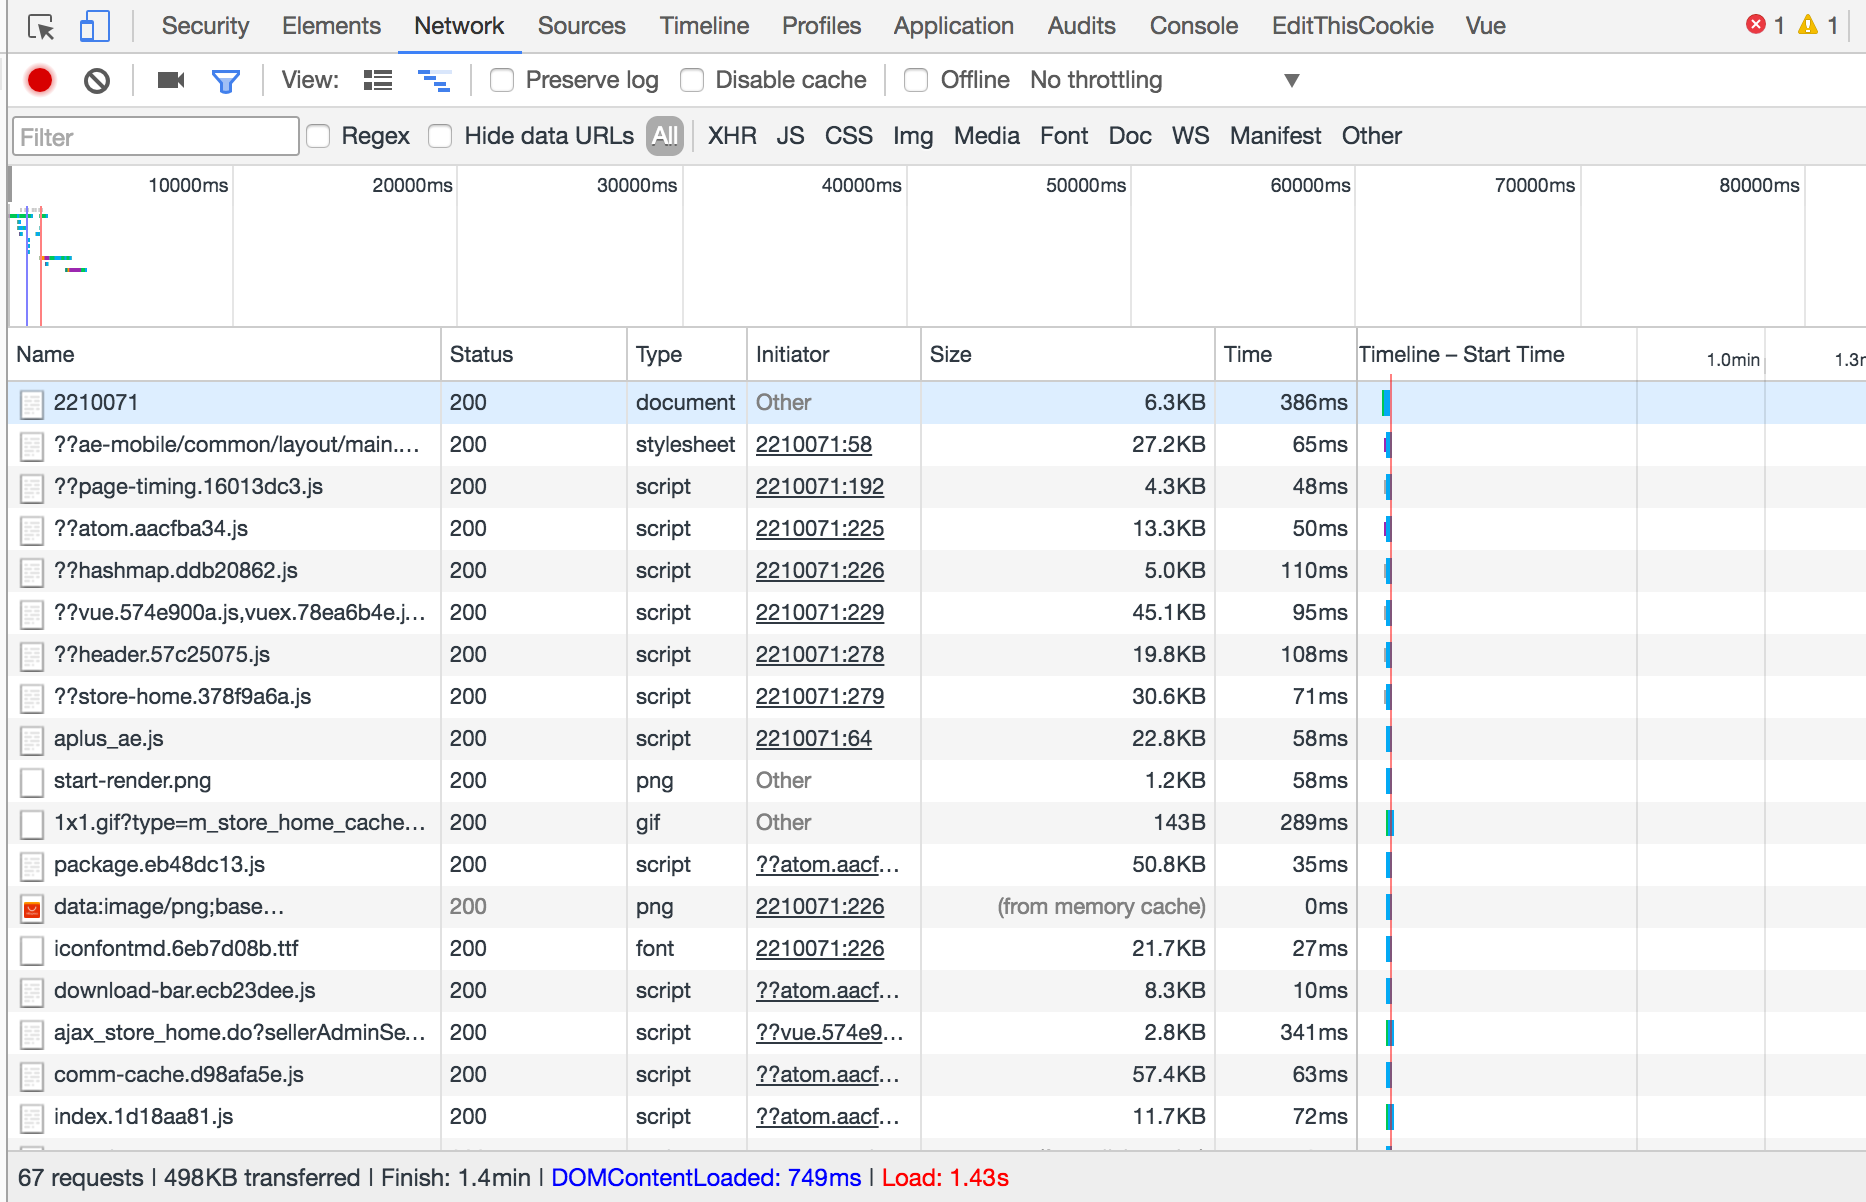 Security Elements Network Sources Timeline Profiles Application Audits Console EditThisCookie Vue 1 1
View: Preserve log Disable cache Offline No throttling
Filter Regex Hide data URLs All XHR JS CSS Img Media Font Doc WS Manifest Other
10000ms 20000ms 30000ms 40000ms 50000ms 60000ms 70000ms 80000ms
Name Status Type Initiator Size Time Timeline – Start Time 1.0min
2210071 200 document Other 6.3KB 386ms
??ae-mobile/common/layout/main.... 200 stylesheet 2210071:58 27.2KB 65ms
??page-timing.16013dc3.js 200 script 2210071:192 4.3KB 48ms
??atom.aacfba34.js 200 script 2210071:225 13.3KB 50ms
??hashmap.ddb20862.js 200 script 2210071:226 5.0KB 110ms
??vue.574e900a.js,vuex.78ea6b4e.j... 200 script 2210071:229 45.1KB 95ms
??header.57c25075.js 200 script 2210071:278 19.8KB 108ms
??store-home.378f9a6a.js 200 script 2210071:279 30.6KB 71ms
aplus_ae.js 200 script 2210071:64 22.8KB 58ms
start-render.png 200 png Other 1.2KB 58ms
1x1.gif?type=m_store_home_cache... 200 gif Other 143B 289ms
package.eb48dc13.js 200 script ??atom.aacf... 50.8KB 35ms
data:image/png;base... 200 png 2210071:226 (from memory cache) 0ms
iconfontmd.6eb7d08b.ttf 200 font 2210071:226 21.7KB 27ms
download-bar.ecb23dee.js 200 script ??atom.aacf... 8.3KB 10ms
ajax_store_home.do?sellerAdminSe... 200 script ??vue.574e9... 2.8KB 341ms
comm-cache.d98afa5e.js 200 script ??atom.aacf... 57.4KB 63ms
index.1d18aa81.js 200 script ??atom.aacf... 11.7KB 72ms
67 requests | 498KB transferred | Finish: 1.4min | DOMContentLoaded: 749ms | Load: 1.43s